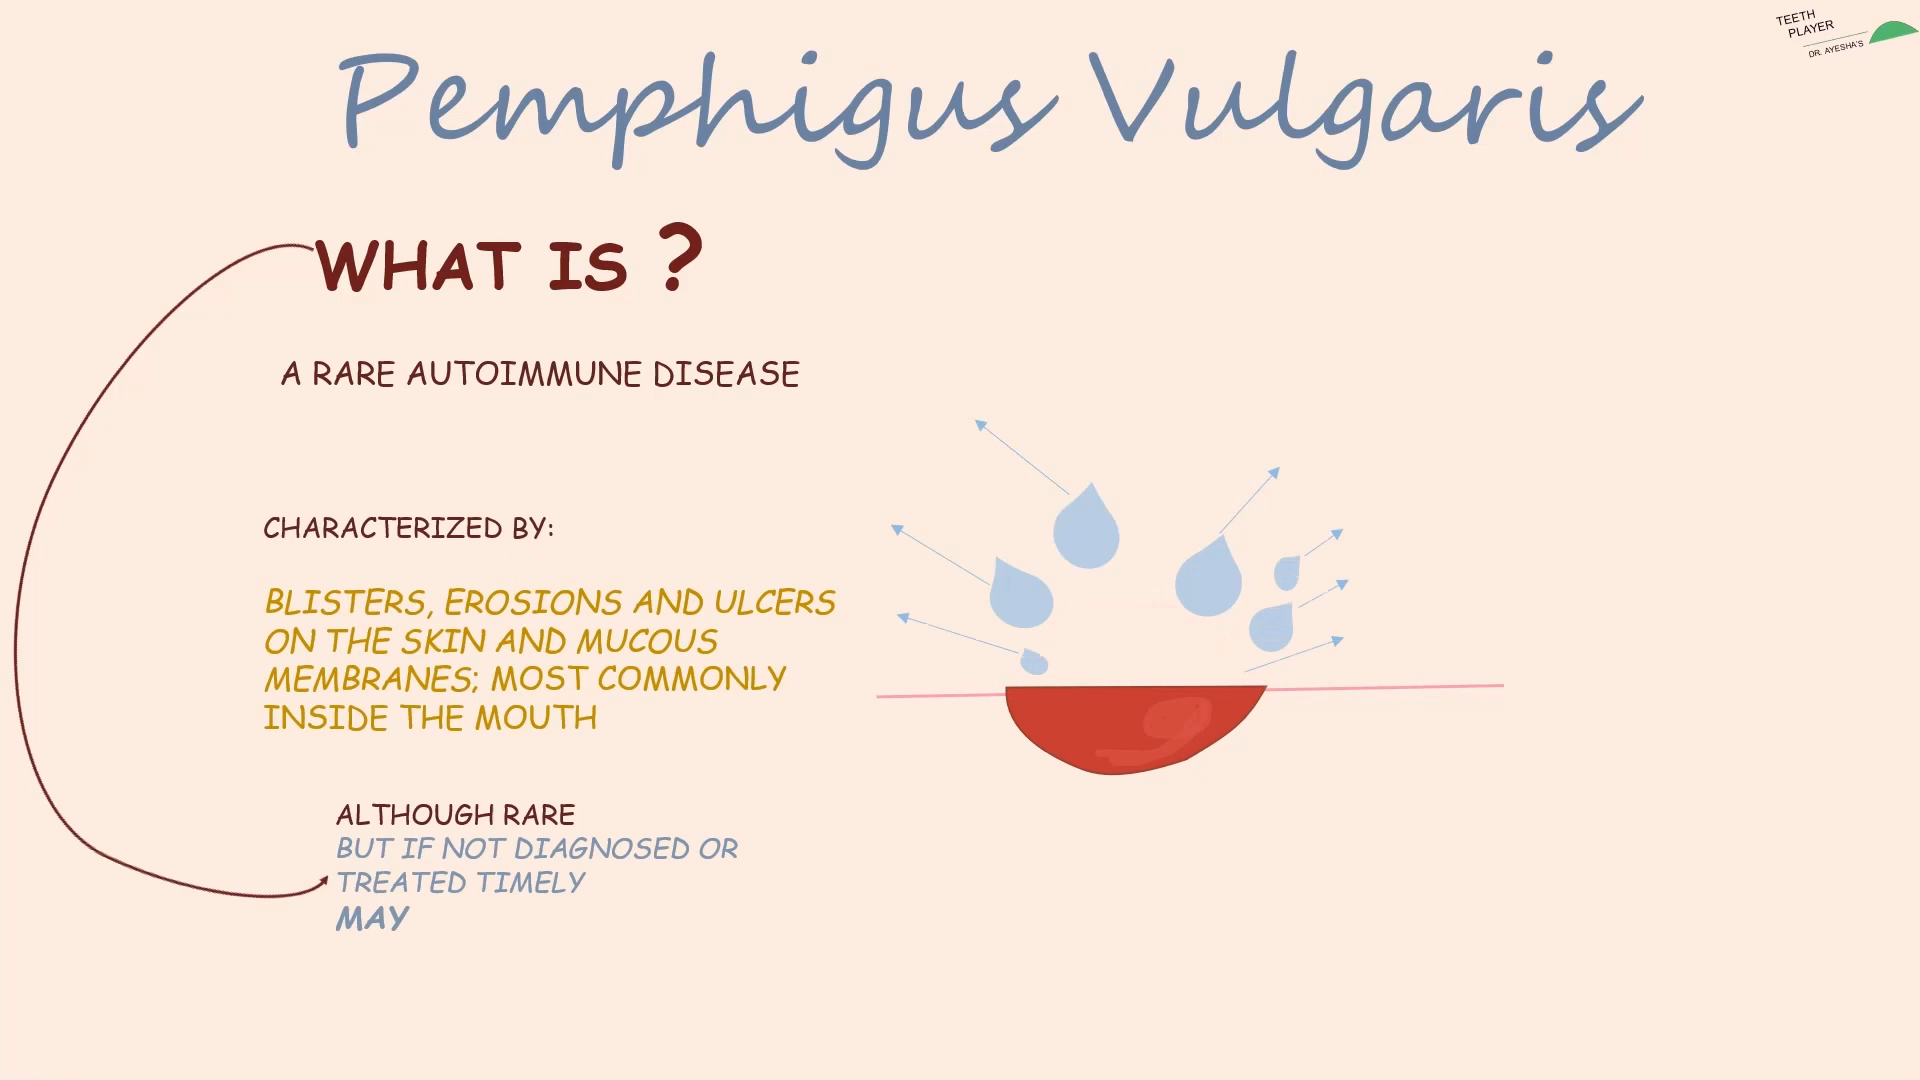 TEETH
PLAYER
DR. AYESHA'S
Pemphigus Vulgaris
WHAT IS ?
A RARE AUTOIMMUNE DISEASE
CHARACTERIZED BY:
BLISTERS, EROSIONS AND ULCERS
ON THE SKIN AND MUCOUS
MEMBRANES; MOST COMMONLY
INSIDE THE MOUTH
ALTHOUGH RARE
BUT IF NOT DIAGNOSED OR
TREATED TIMELY
MAY